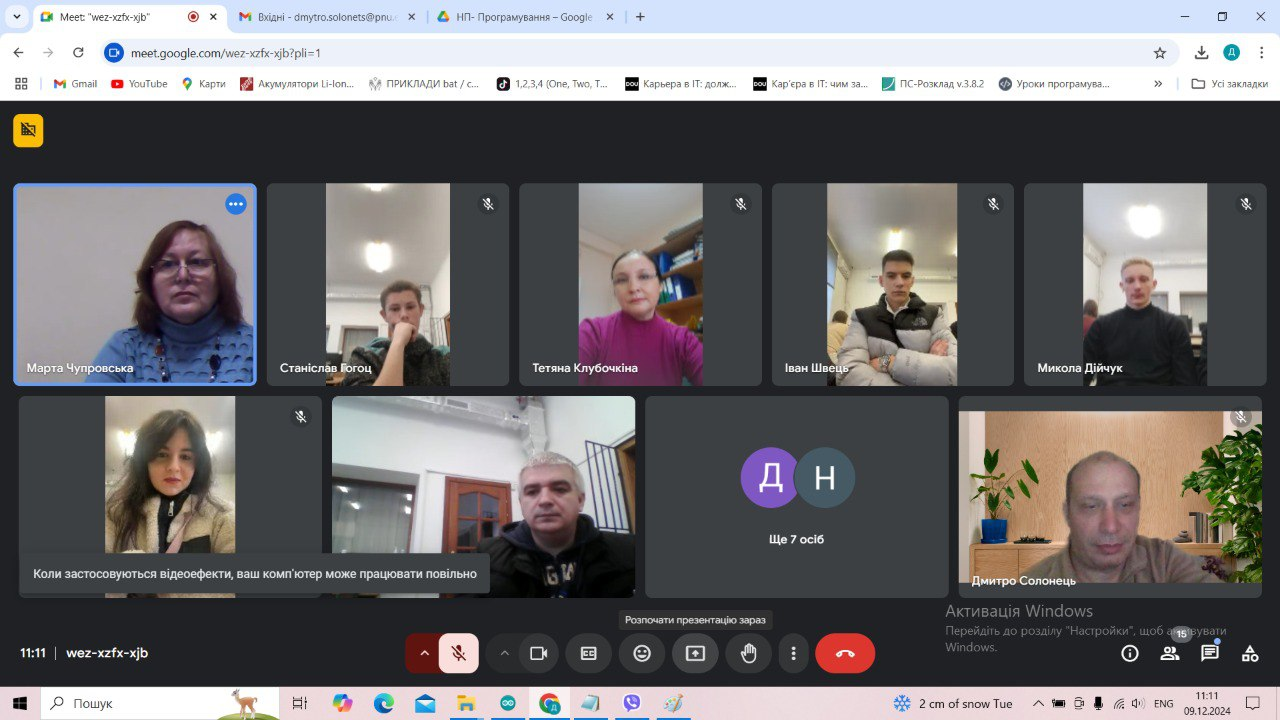 Meet: "wez-xzfx-xjb"
Вхідні - dmytro.solonets@pnu.e
НП- Програмування – Google
meet.google.com/wez-xzfx-xjb?pli=1
Д
Gmail
YouTube
Карти
Акумулятори Li-Ion...
ПРИКЛАДИ bat / c...
1,2,3,4 (One, Two, T...
DOU
Карьера в IT: долж...
DOU
Кар'єра в IT: чим за...
ПС-Розклад v.3.8.2
Уроки програмува...
»
Усі закладки
Марта Чупровська
Станіслав Гогоц
Тетяна Клубочкіна
Іван Швець
Микола Дійчук
Д
Н
Ще 7 осіб
Дмитро Солонець
Коли застосовуються відеоефекти, ваш комп'ютер може працювати повільно
Розпочати презентацію зараз
Активація Windows
Перейдіть до розділу "Настройки", щоб активувати
Windows.
15
11:11 | wez-xzfx-xjb
Пошук
2 cm of snow Tue
ENG
11:11
09.12.2024